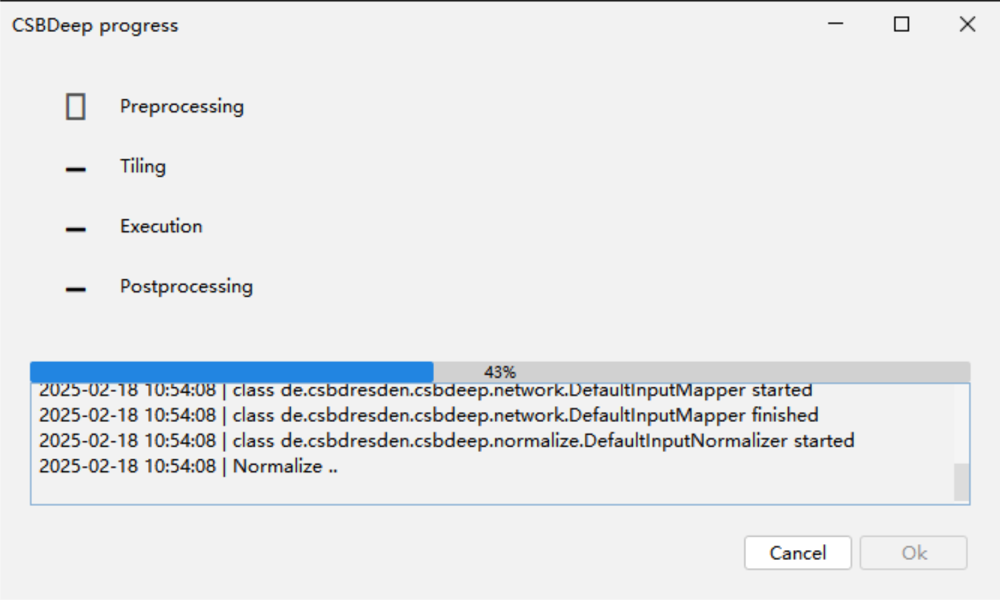 CSBDeep progress
Preprocessing
Tiling
Execution
Postprocessing
43%
2025-02-18 10:54:08 | class de.csbdresden.csbdeep.network.DefaultInputMapper started
2025-02-18 10:54:08 | class de.csbdresden.csbdeep.network.DefaultInputMapper finished
2025-02-18 10:54:08 | class de.csbdresden.csbdeep.normalize.DefaultInputNormalizer started
2025-02-18 10:54:08 | Normalize ..
Cancel Ok